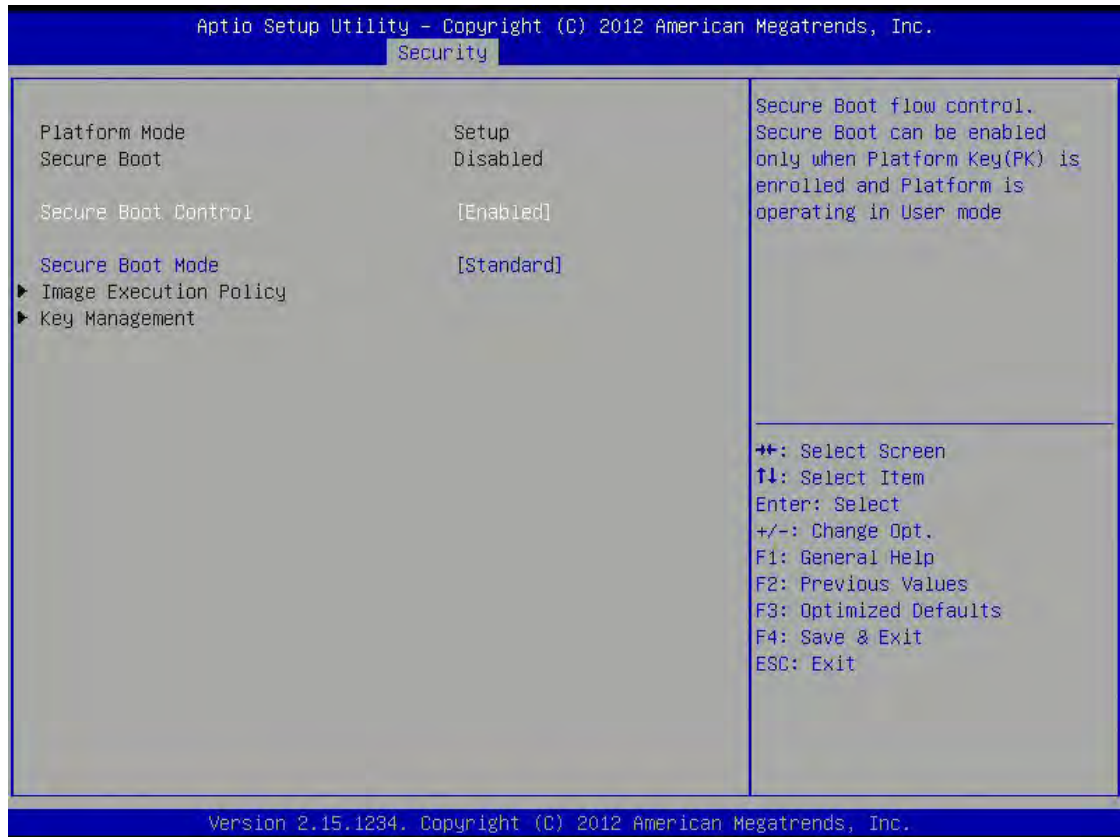 Aptio Setup Utility – Copyright (C) 2012 American Megatrends, Inc.
Security
Platform Mode Setup
Secure Boot Disabled
Secure Boot Control [Enabled]
Secure Boot Mode [Standard]
▶ Image Execution Policy
▶ Key Management
Secure Boot flow control.
Secure Boot can be enabled
only when Platform Key(PK) is
enrolled and Platform is
operating in User mode
→←: Select Screen
↑↓: Select Item
Enter: Select
+/-: Change Opt.
F1: General Help
F2: Previous Values
F3: Optimized Defaults
F4: Save & Exit
ESC: Exit
Version 2.15.1234. Copyright (C) 2012 American Megatrends, Inc.